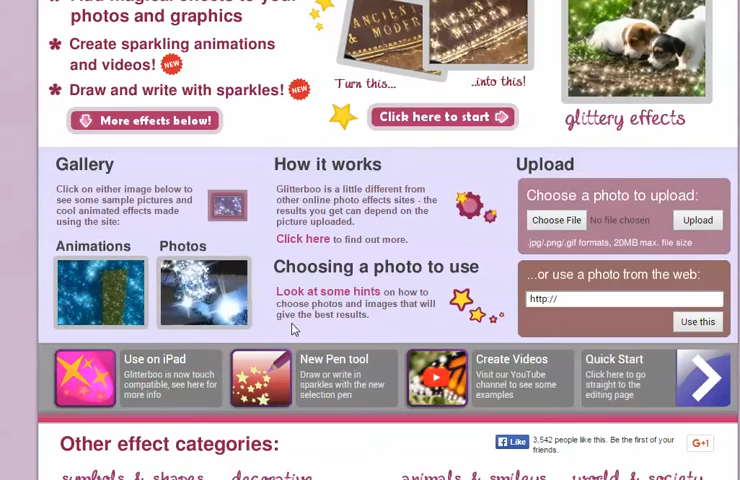 photos and graphics
Create sparkling animations
and videos! NEW
Draw and write with sparkles! NEW
More effects below!
ANCIENT
& MODERN
Turn this...
...into this!
Click here to start
glittery effects
Gallery
Click on either image below to
see some sample pictures and
cool animated effects made
using the site:
Animations
Photos
How it works
Glitterboo is a little different from
other online photo effects sites - the
results you get can depend on the
picture uploaded.
Click here to find out more.
Choosing a photo to use
Look at some hints on how to
choose photos and images that will
give the best results.
Upload
Choose a photo to upload:
Choose File No file chosen Upload
.jpg/.png/.gif formats, 20MB max. file size
...or use a photo from the web:
http://
Use this
Use on iPad
Glitterboo is now touch
compatible, see here for
more info
New Pen tool
Draw or write in
sparkles with the new
selection pen
Create Videos
Visit our YouTube
channel to see some
examples
Quick Start
Click here to go
straight to the
editing page
Other effect categories:
Like 3,542 people like this. Be the first of your
friends.
G+1
symbols & shapes decorative animals & smileys world & society